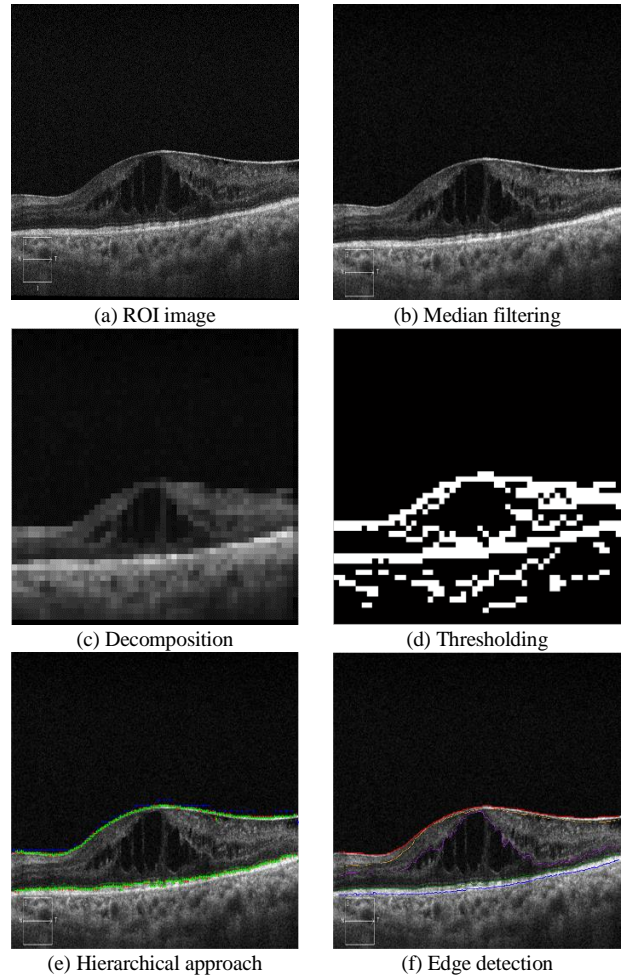 (a) ROI image
(b) Median filtering
(c) Decomposition
(d) Thresholding
(e) Hierarchical approach
(f) Edge detection